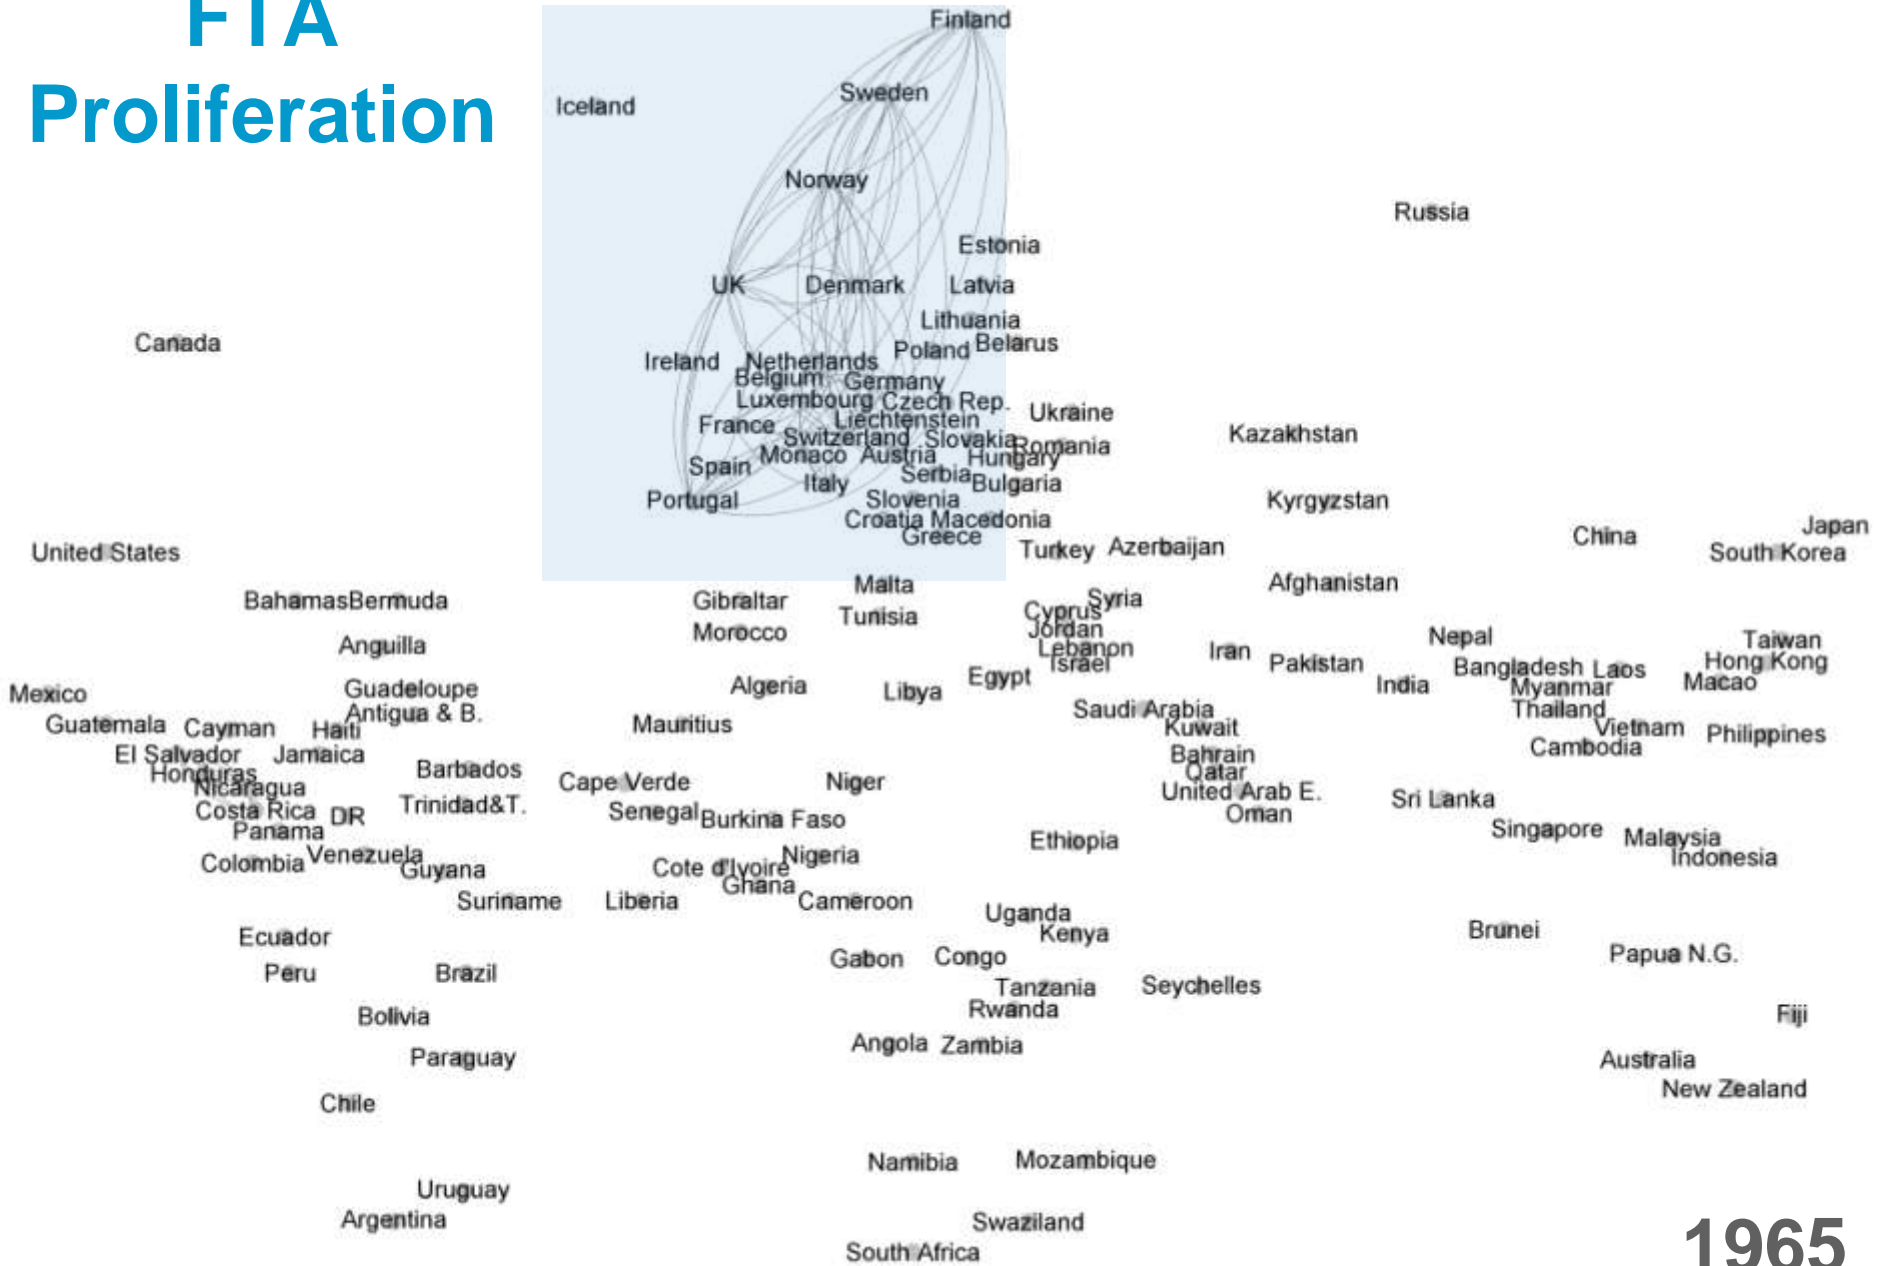 FTA
Proliferation
Finland
Sweden
Iceland
Norway
Russia
Estonia
UK
Denmark
Latvia
Lithuania
Canada
Belarus
Poland
Ireland
Netherlands
Belgium
Germany
Luxembourg
Czech Rep.
Ukraine
Liechtenstein
France
Kazakhstan
Switzerland
Slovakia
Romania
Monaco
Austria
Hungary
Spain
Serbia
Italy
Bulgaria
Portugal
Slovenia
Kyrgyzstan
Croatia
Macedonia
Japan
Greece
China
United States
Turkey
Azerbaijan
South Korea
Malta
Afghanistan
Bahamas
Bermuda
Gibraltar
Syria
Cyprus
Tunisia
Morocco
Jordan
Anguilla
Lebanon
Nepal
Taiwan
Iran
Israel
Pakistan
Hong Kong
Bangladesh
Laos
Egypt
Mexico
Guadeloupe
Algeria
Libya
India
Myanmar
Macao
Antigua & B.
Saudi Arabia
Thailand
Guatemala
Cayman
Haiti
Mauritius
Kuwait
Vietnam
Philippines
El Salvador
Jamaica
Bahrain
Cambodia
Honduras
Barbados
Qatar
Nicaragua
Cape Verde
Niger
United Arab E.
Sri Lanka
Costa Rica
DR
Trinidad&T.
Senegal
Burkina Faso
Oman
Panama
Singapore
Ethiopia
Malaysia
Colombia
Venezuela
Nigeria
Indonesia
Guyana
Cote d'Ivoire
Ghana
Suriname
Liberia
Cameroon
Uganda
Kenya
Brunei
Ecuador
Gabon
Congo
Papua N.G.
Peru
Brazil
Tanzania
Seychelles
Rwanda
Bolivia
Fiji
Angola
Zambia
Paraguay
Australia
New Zealand
Chile
Namibia
Mozambique
Uruguay
Argentina
Swaziland
South Africa
1965